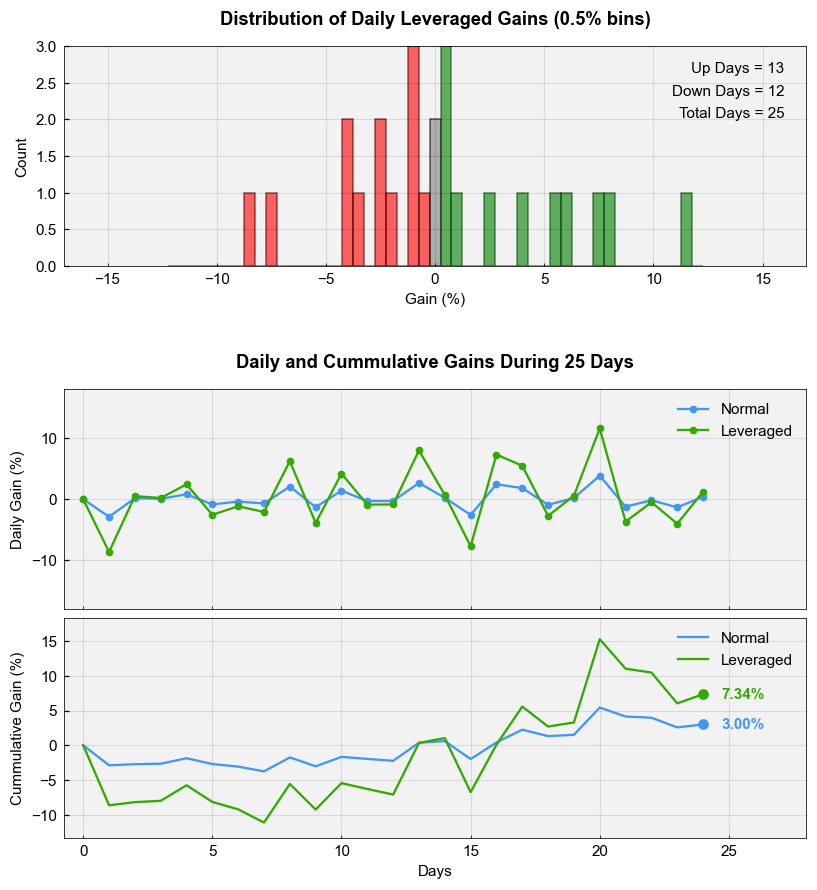 Distribution of Daily Leveraged Gains (0.5% bins)
3.0
2.5
2.0
1.5
1.0
0.5
0.0
Count
Up Days = 13
Down Days = 12
Total Days = 25
−15 −10 −5 0 5 10 15
Gain (%)
Daily and Cummulative Gains During 25 Days
10
0
−10
Daily Gain (%)
Normal
Leveraged
15
10
5
0
−5
−10
Cummulative Gain (%)
Normal
Leveraged
7.34%
3.00%
0 5 10 15 20 25
Days